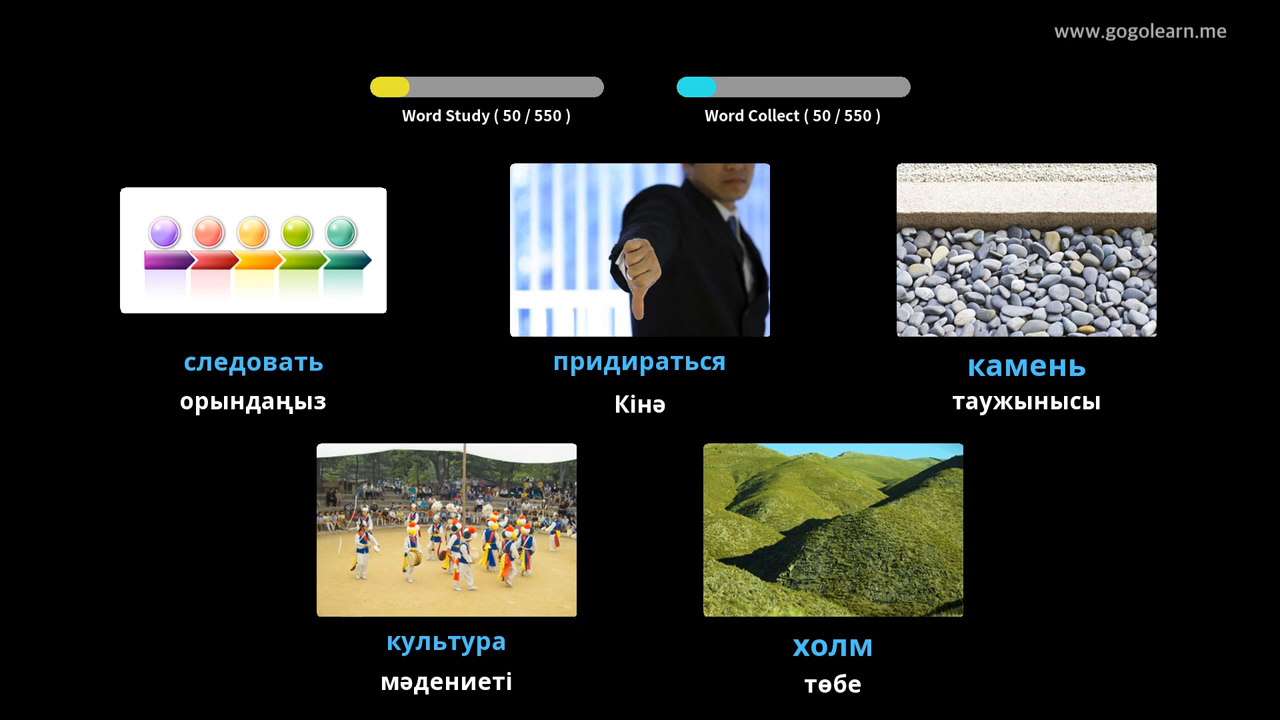 www.gogolearn.me
Word Study ( 50 / 550 )
Word Collect ( 50 / 550 )
следовать
орындаңыз
придираться
Кінә
камень
таужынысы
культура
мәдениеті
холм
төбе